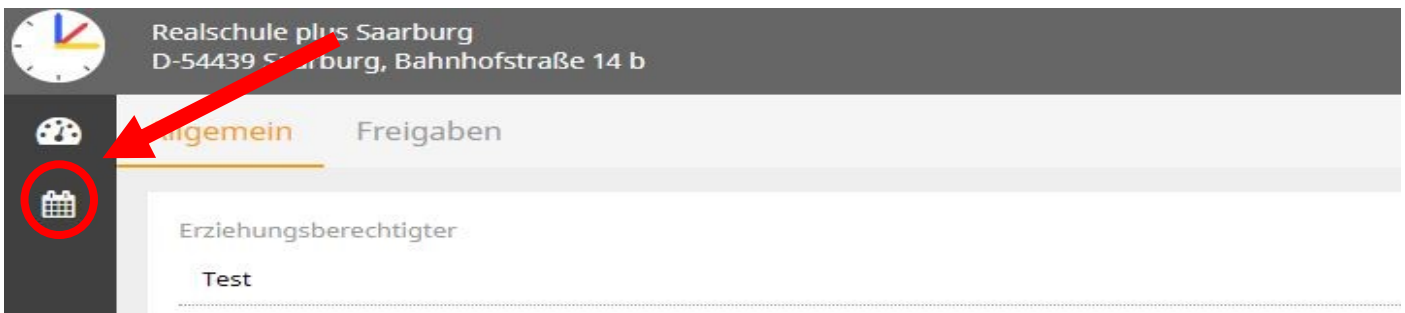 Realschule plus Saarburg
D-54439 Saarburg, Bahnhofstraße 14 b
Allgemein Freigaben
Erziehungsberechtigter
Test